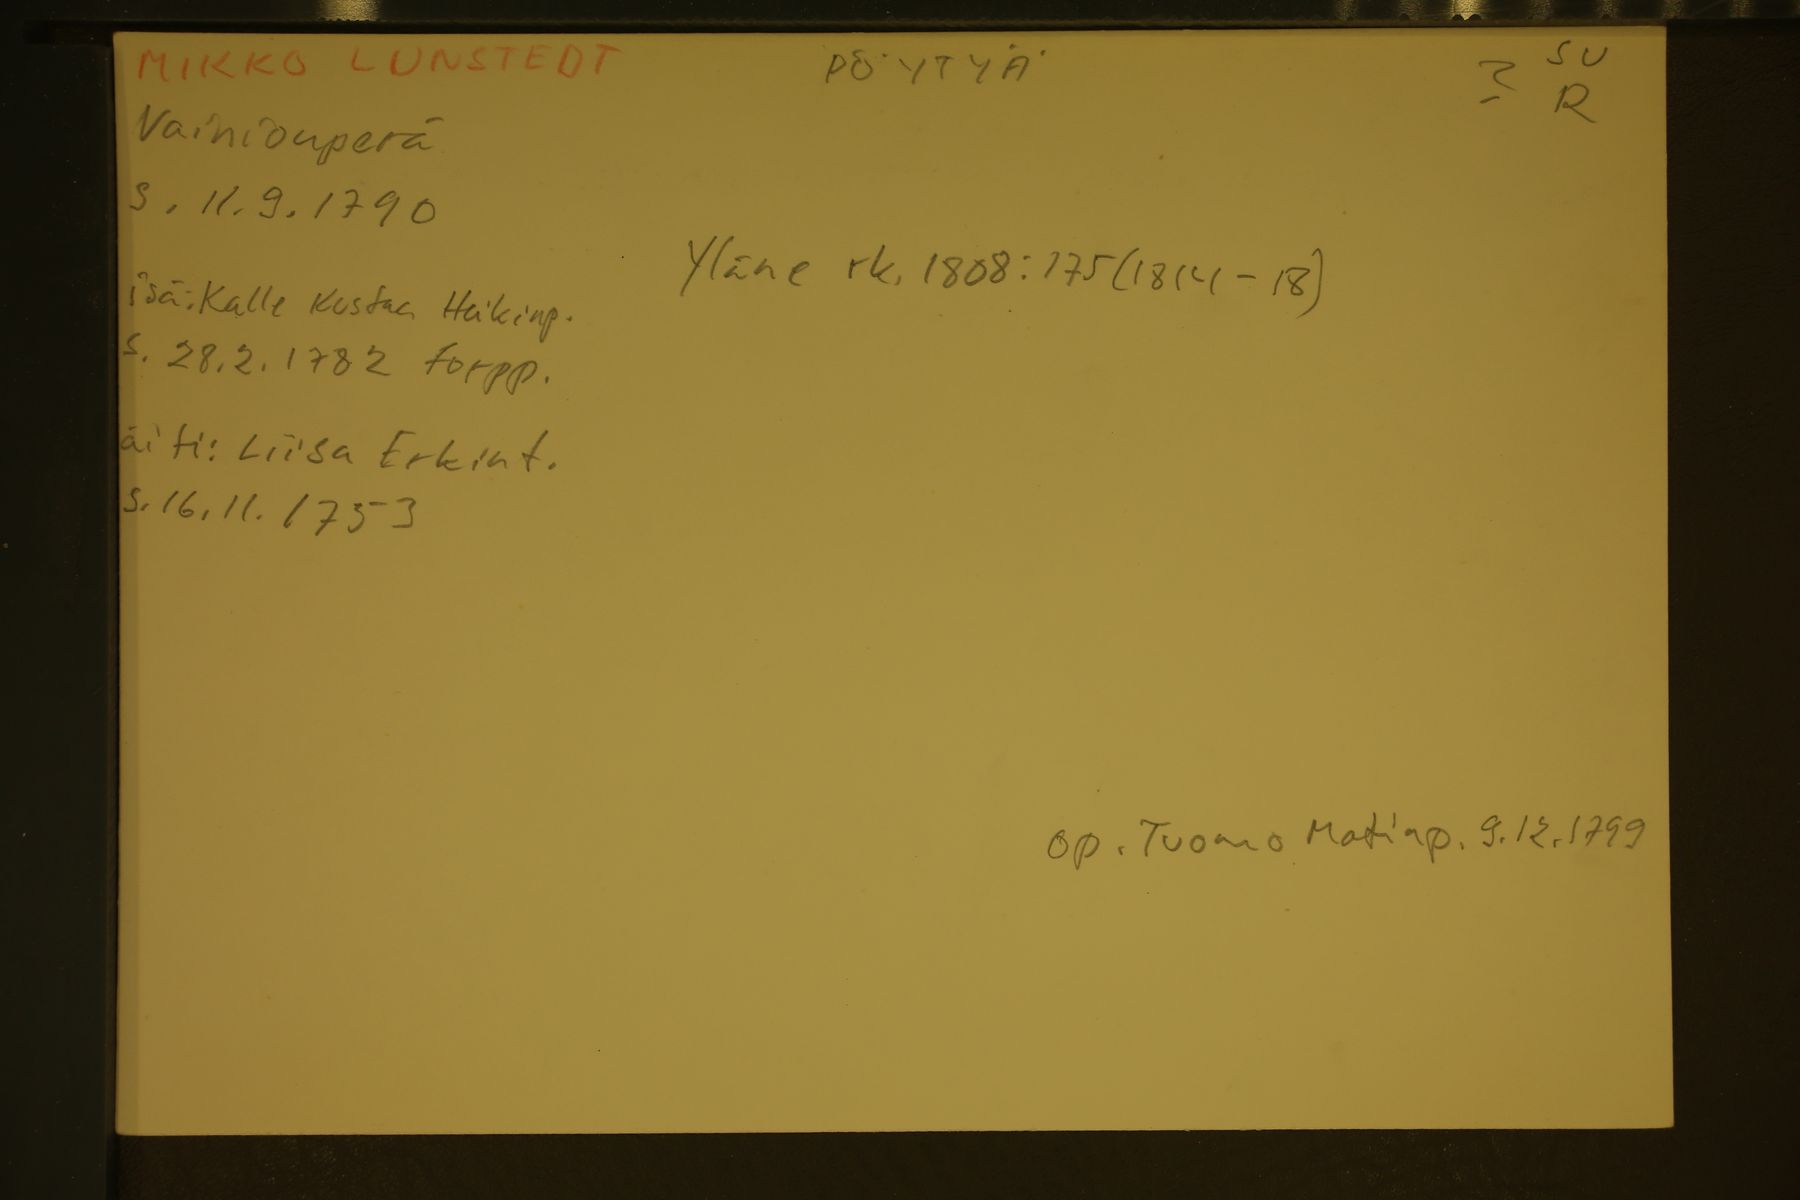 MIKKO LUNSTEDT PÖYTYÄ ? SU
R
Vainionperä
s. 11.9.1790
Yläne rk. 1808:175(1814-18)
isä: Kalle Kustaa Heikinp.
s. 28.2.1782 torpp.
äiti: Liisa Erkint.
s. 16.11.1753
op. Tuomo Matinp. 9.12.1799